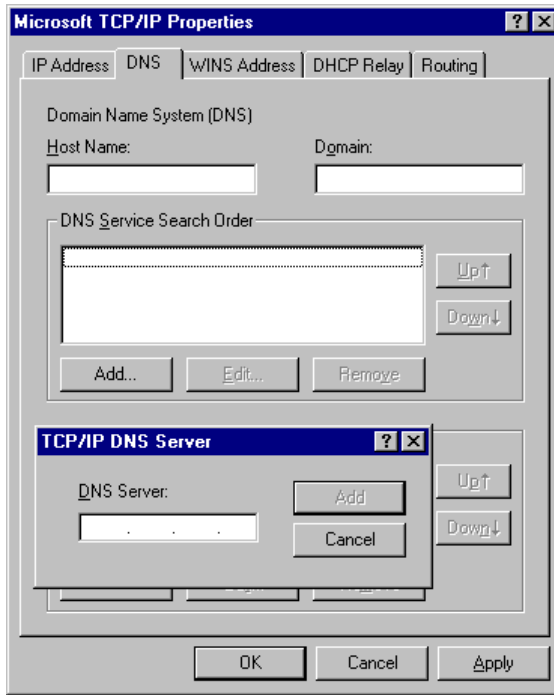 Microsoft TCP/IP Properties
IP Address DNS WINS Address DHCP Relay Routing
Domain Name System (DNS)
Host Name: Domain:
DNS Service Search Order
Up↑
Down↓
Add... Edit... Remove
TCP/IP DNS Server
DNS Server:
. . .
Add
Cancel
Up↑
Down↓
OK Cancel Apply